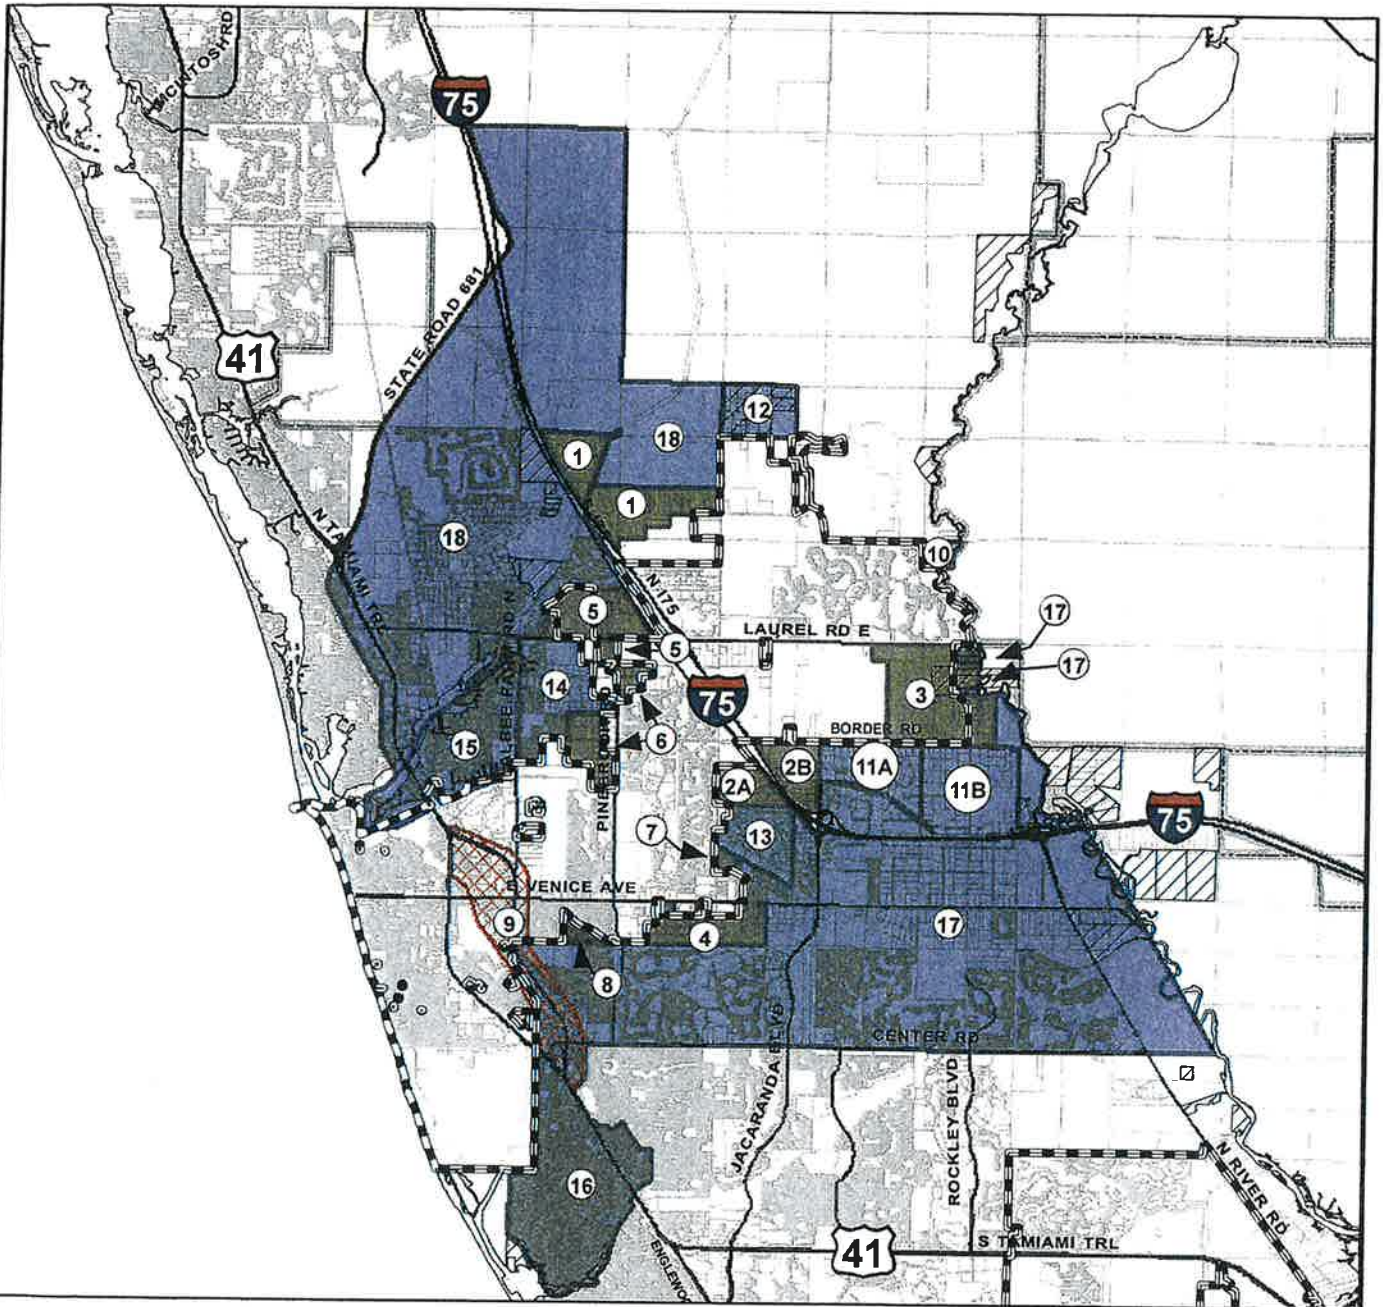 MCINTOSH RD
75
41
STATE ROAD 681
12
18
1
1
18
N TAMIAMI TRL
10
N I75
5
17
LAUREL RD E
5
17
14
75
3
6
BORDER RD
15
2B
11A
2A
11B
75
7
13
E VENICE AVE
9
4
17
8
CENTER RD
JACARANDA BLVD
ROCKLEY BLVD
16
N RIVER RD
S TAMIAMI TRL
41